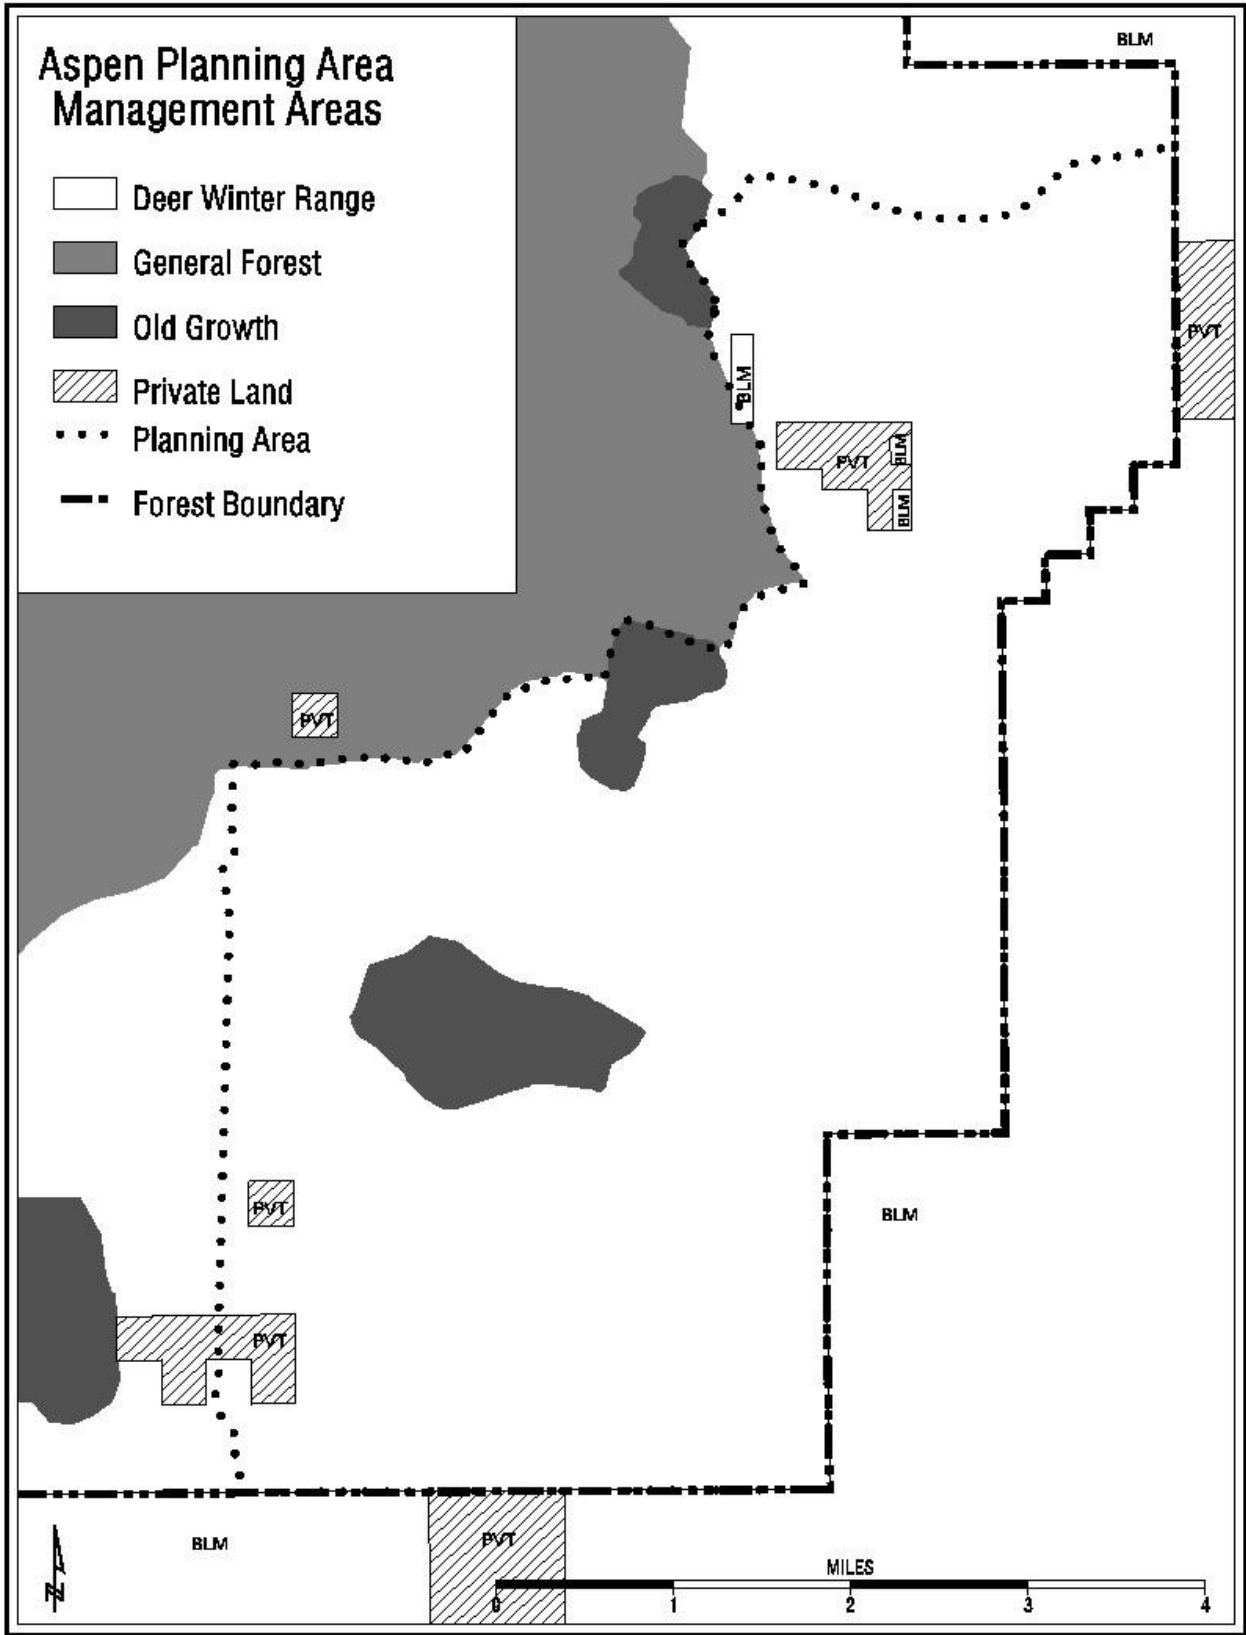 Aspen Planning Area
Management Areas
Deer Winter Range
General Forest
Old Growth
Private Land
Planning Area
Forest Boundary
BLM
PVT
BLM
PVT
BLM
BLM
PVT
PVT
BLM
PVT
BLM
PVT
N
MILES
0 1 2 3 4